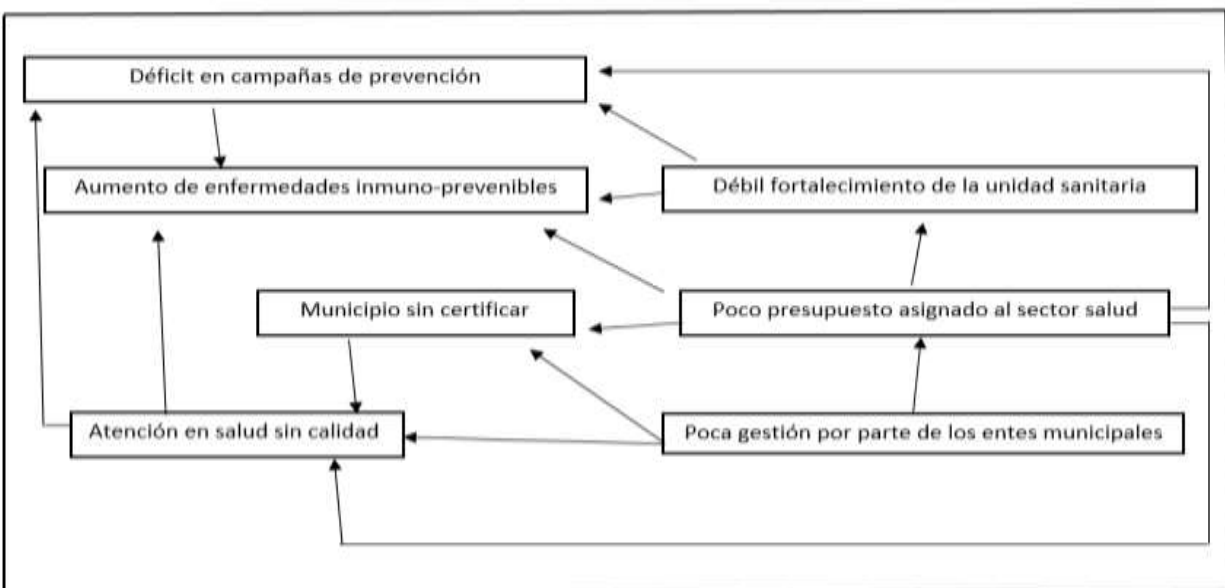 Déficit en campañas de prevención
Aumento de enfermedades inmuno-prevenibles
Débil fortalecimiento de la unidad sanitaria
Municipio sin certificar
Poco presupuesto asignado al sector salud
Atención en salud sin calidad
Poca gestión por parte de los entes municipales